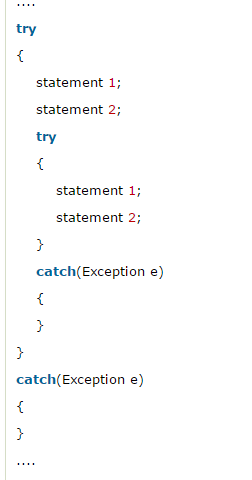 ....
try
{
statement 1;
statement 2;
try
{
statement 1;
statement 2;
}
catch(Exception e)
{
}
}
catch(Exception e)
{
}
....